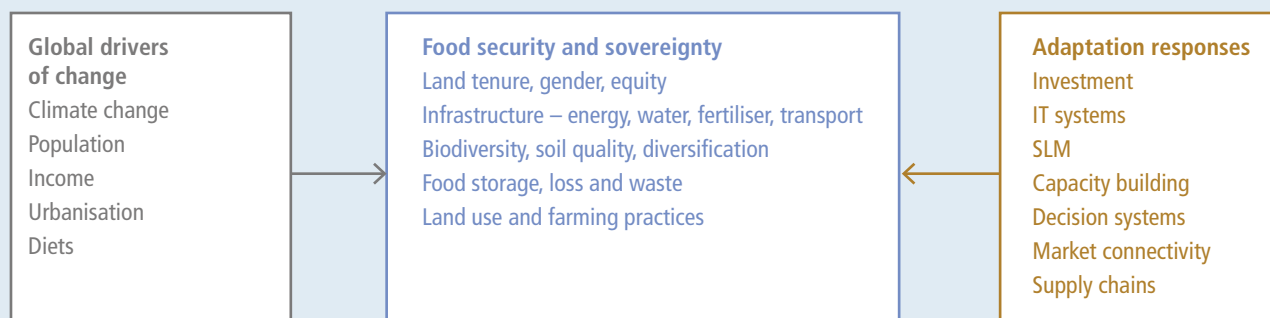 Global drivers
of change
Climate change
Population
Income
Urbanisation
Diets
Food security and sovereignty
Land tenure, gender, equity
Infrastructure – energy, water, fertiliser, transport
Biodiversity, soil quality, diversification
Food storage, loss and waste
Land use and farming practices
Adaptation responses
Investment
IT systems
SLM
Capacity building
Decision systems
Market connectivity
Supply chains